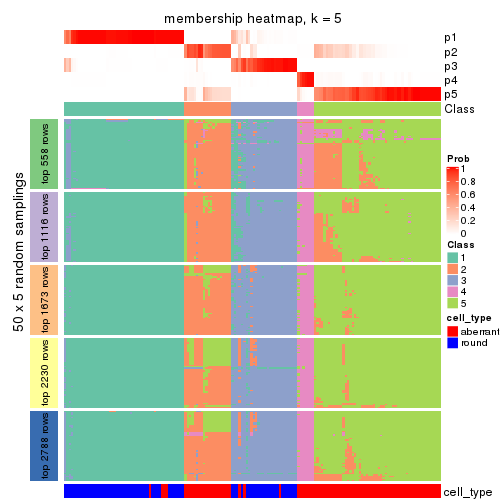 membership heatmap, k = 5
p1
p2
p3
p4
p5
Class
50 x 5 random samplings
top 558 rows
top 1116 rows
top 1673 rows
top 2230 rows
top 2788 rows
cell_type
Prob
1
0.8
0.6
0.4
0.2
0
Class
1
2
3
4
5
cell_type
aberrant
round